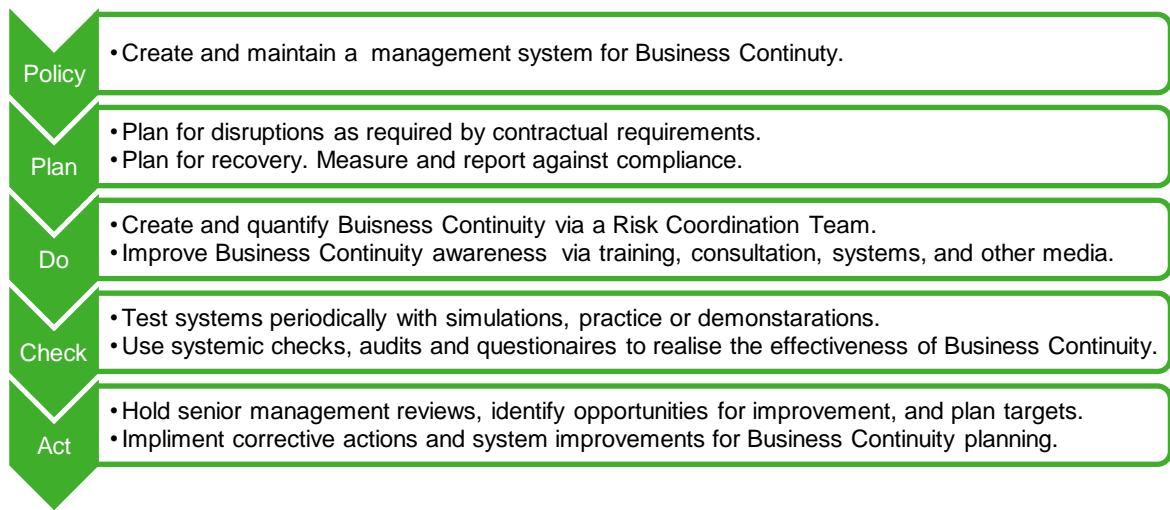 Policy
•Create and maintain a  management system for Business Continuty.
Plan
•Plan for disruptions as required by contractual requirements.
•Plan for recovery. Measure and report against compliance.
Do
•Create and quantify Buisness Continuity via a Risk Coordination Team.
•Improve Business Continuity awareness  via training, consultation, systems, and other media.
Check
•Test systems periodically with simulations, practice or demonstarations.
•Use systemic checks, audits and questionaires to realise the effectiveness of Business Continuity.
Act
•Hold senior management reviews, identify opportunities for improvement, and plan targets.
•Impliment corrective actions and system improvements for Business Continuity planning.